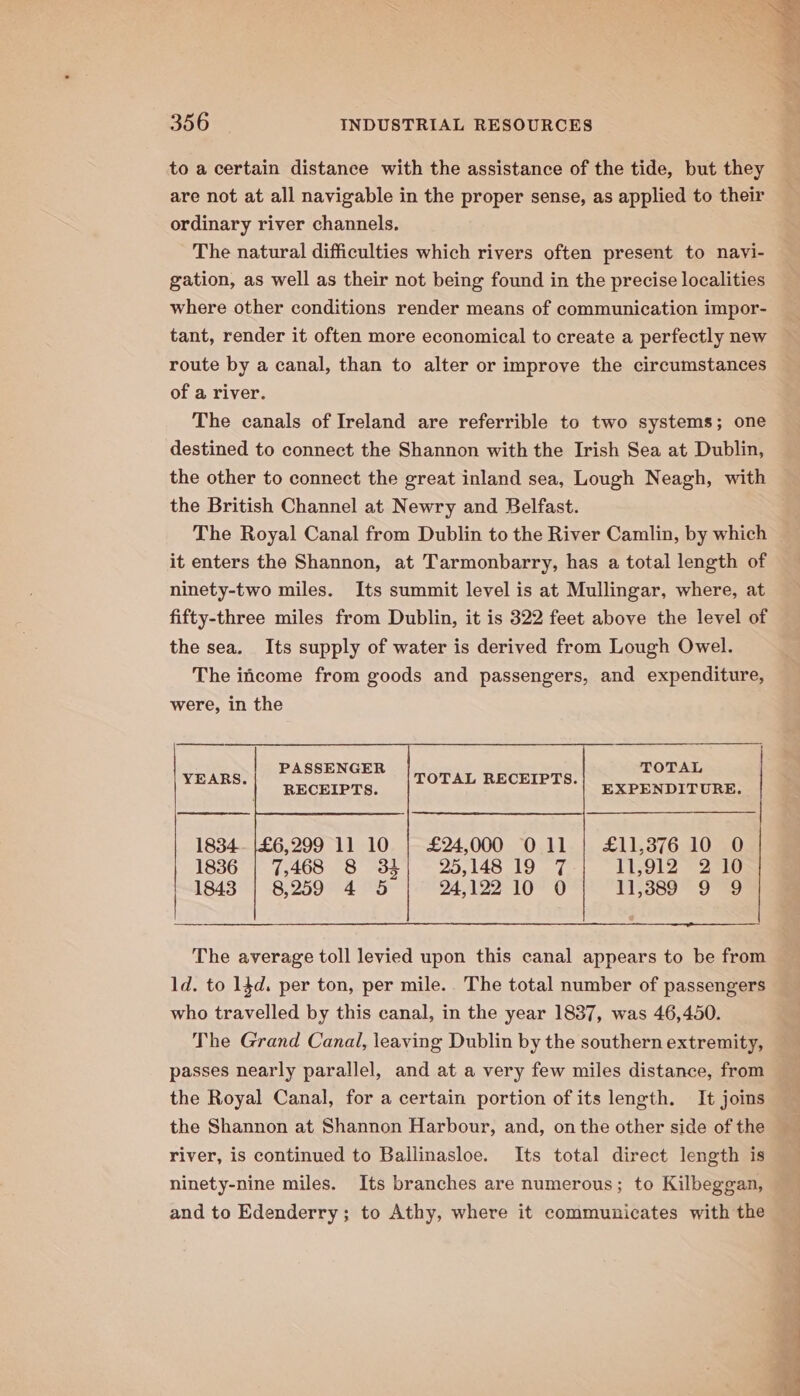 356 INDUSTRIAL RESOURCES
to a certain distance with the assistance of the tide, but they
are not at all navigable in the proper sense, as applied to their
ordinary river channels.
The natural difficulties which rivers often present to navi-
gation, as well as their not being found in the precise localities
where other conditions render means of communication impor-
tant, render it often more economical to create a perfectly new
route by a canal, than to alter or improve the circumstances
of a river.
The canals of Ireland are referrible to two systems; one
destined to connect the Shannon with the Irish Sea at Dublin,
the other to connect the great inland sea, Lough Neagh, with
the British Channel at Newry and Belfast.
The Royal Canal from Dublin to the River Camlin, by which
it enters the Shannon, at Tarmonbarry, has a total length of
ninety-two miles. Its summit level is at Mullingar, where, at
fifty-three miles from Dublin, it is 322 feet above the level of
the sea. Its supply of water is derived from Lough Owel.
The income from goods and passengers, and expenditure,
were, in the
YEARS. PASSENGER RECEIPTS. TOTAL RECEIPTS. TOTAL EXPENDITURE.
1834 £6,299 11 10 £24,000 0 11 £11,376 10 0
1836 7,468 8 3½ 25,148 19 7 11,912 2 10
1843 8,259 4 5 24,122 10 0 11,389 9 9
The average toll levied upon this canal appears to be from
1d. to 1½d. per ton, per mile. The total number of passengers
who travelled by this canal, in the year 1837, was 46,450.
The Grand Canal, leaving Dublin by the southern extremity,
passes nearly parallel, and at a very few miles distance, from
the Royal Canal, for a certain portion of its length. It joins
the Shannon at Shannon Harbour, and, on the other side of the
river, is continued to Ballinasloe. Its total direct length is
ninety-nine miles. Its branches are numerous; to Kilbeggan,
and to Edenderry; to Athy, where it communicates with the